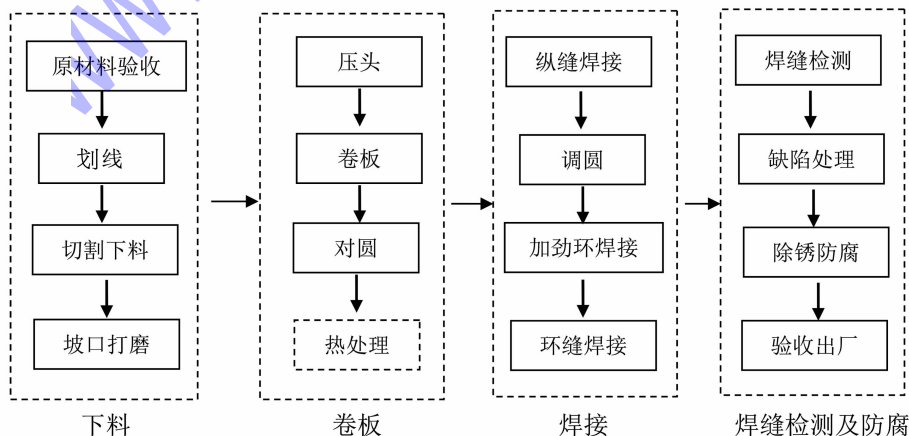 原材料验收
划线
切割下料
坡口打磨
下料
压头
卷板
对圆
热处理
卷板
纵缝焊接
调圆
加劲环焊接
环缝焊接
焊接
焊缝检测
缺陷处理
除锈防腐
验收出厂
焊缝检测及防腐